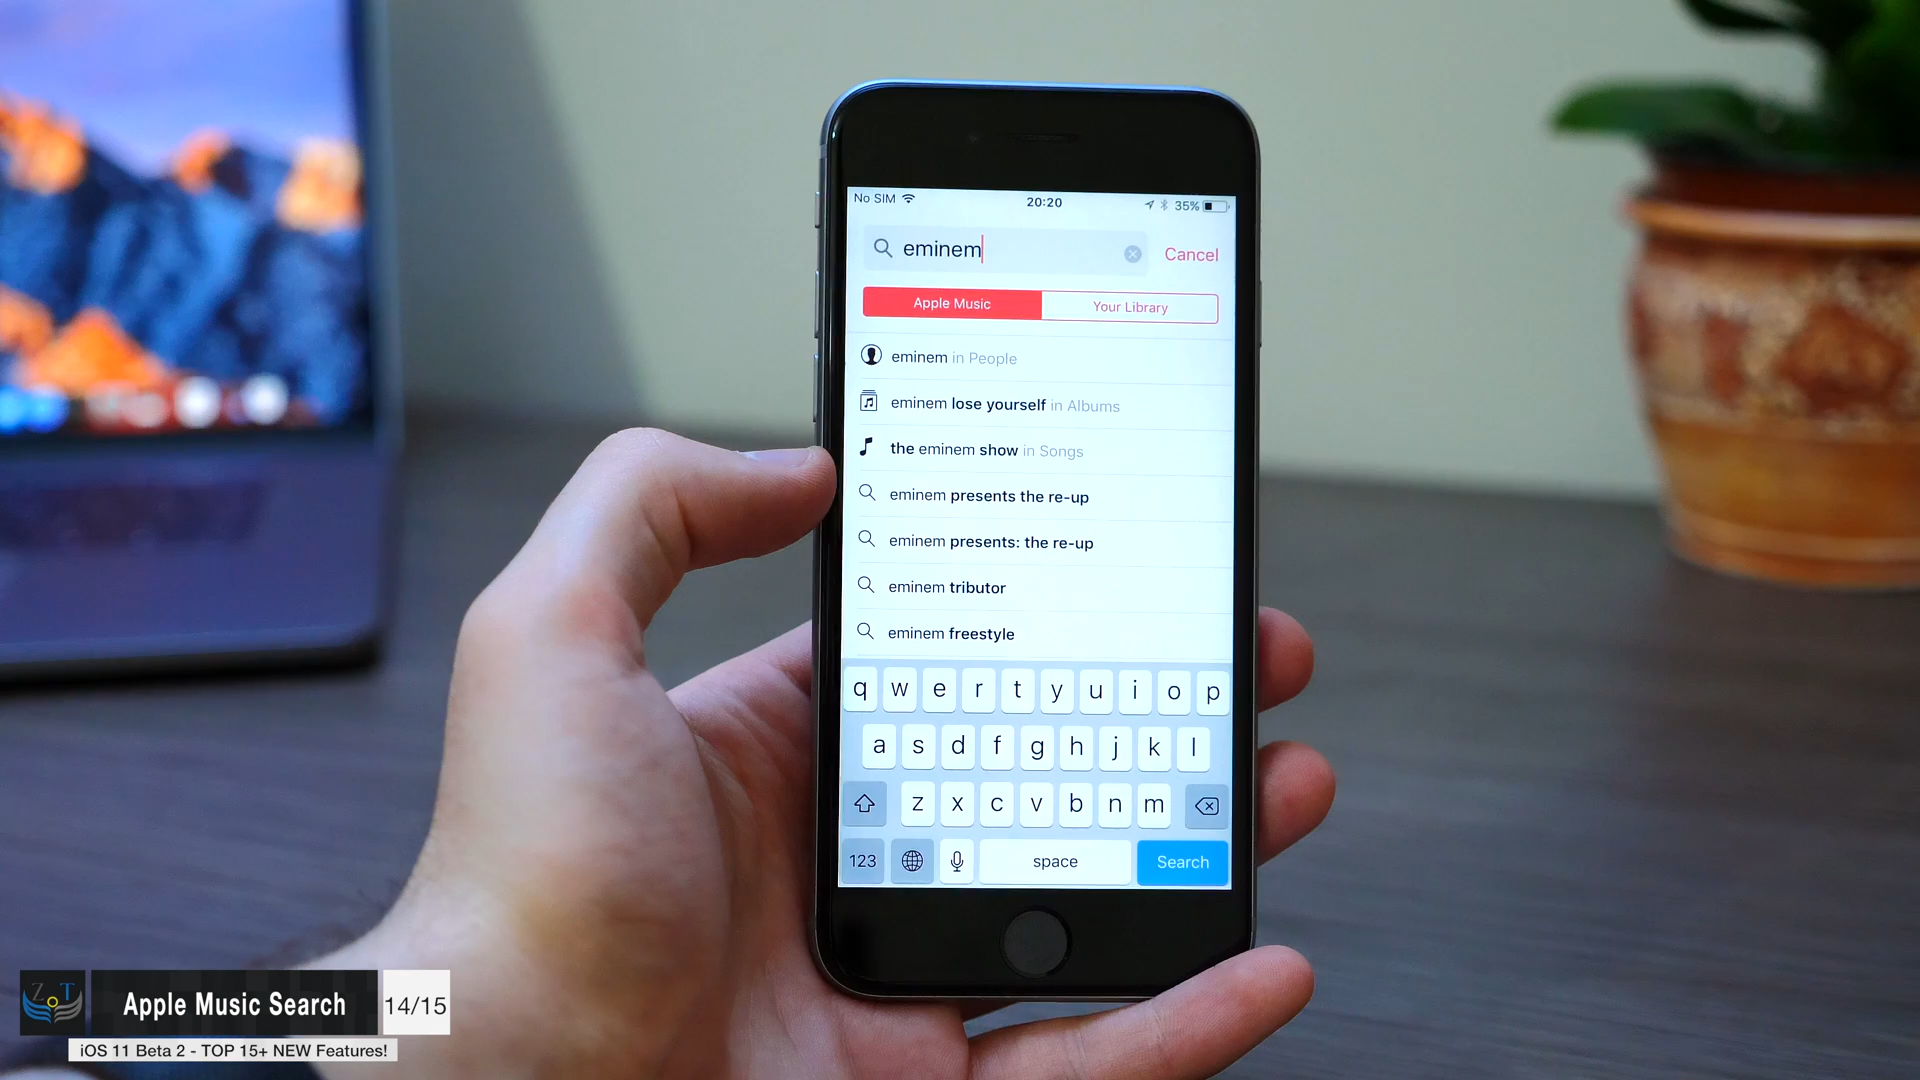 No SIM 20:20 35%
eminem Cancel
Apple Music Your Library
eminem in People
eminem lose yourself in Albums
the eminem show in Songs
eminem presents the re-up
eminem presents: the re-up
eminem tributor
eminem freestyle
q w e r t y u i o p
a s d f g h j k l
z x c v b n m
123 space Search
ZoT Apple Music Search 14/15
iOS 11 Beta 2 - TOP 15+ NEW Features!